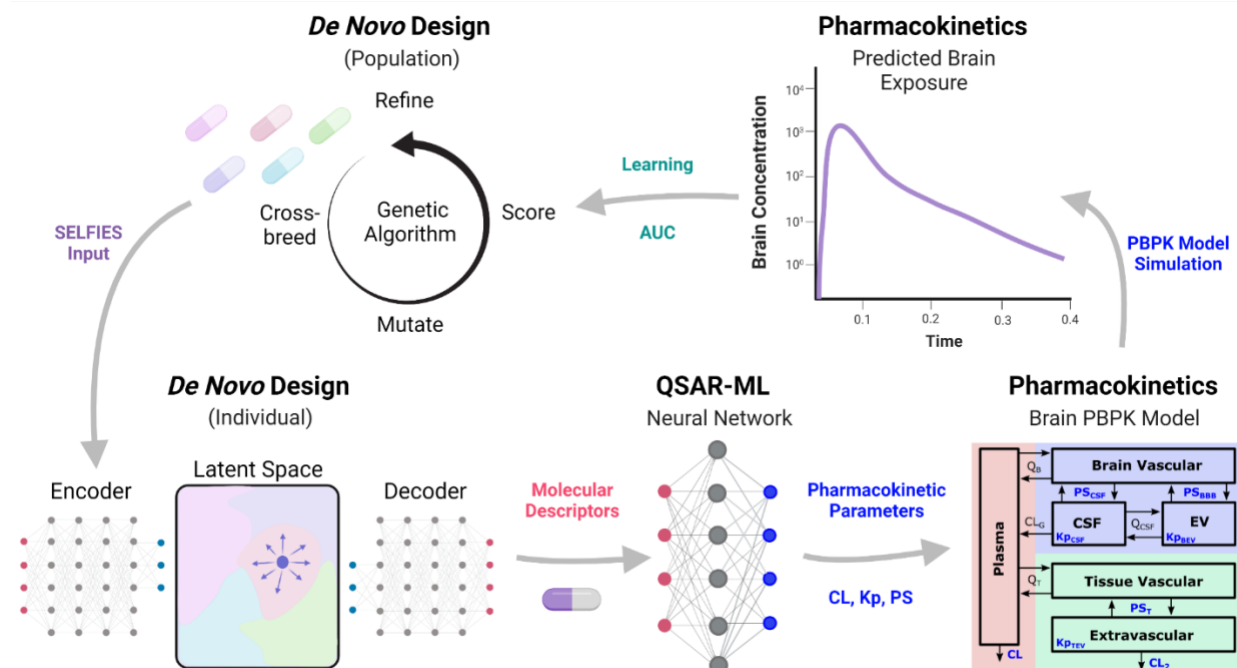 De Novo Design
(Population)
Refine
Cross-
breed
Genetic
Algorithm
Score
Mutate
Learning
AUC
Pharmacokinetics
Predicted Brain
Exposure
Brain Concentration
10⁴
10³
10²
10¹
10⁰
0.1
0.2
0.3
0.4
Time
PBPK Model
Simulation
SELFIES
Input
De Novo Design
(Individual)
Encoder
Latent Space
Decoder
Molecular
Descriptors
QSAR-ML
Neural Network
Pharmacokinetic
Parameters
CL, Kp, PS
Pharmacokinetics
Brain PBPK Model
Plasma
Q_B
Brain Vascular
PS_CSF
PS_BBB
CL_G
CSF
Kp_CSF
Q_CSF
EV
Kp_BEV
Q_T
Tissue Vascular
PS_T
Extravascular
Kp_TEV
CL
CL₂